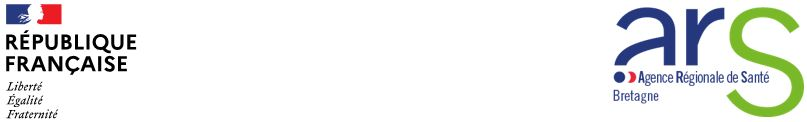 RÉPUBLIQUE
FRANÇAISE
Liberté
Égalité
Fraternité
ars
Agence Régionale de Santé
Bretagne